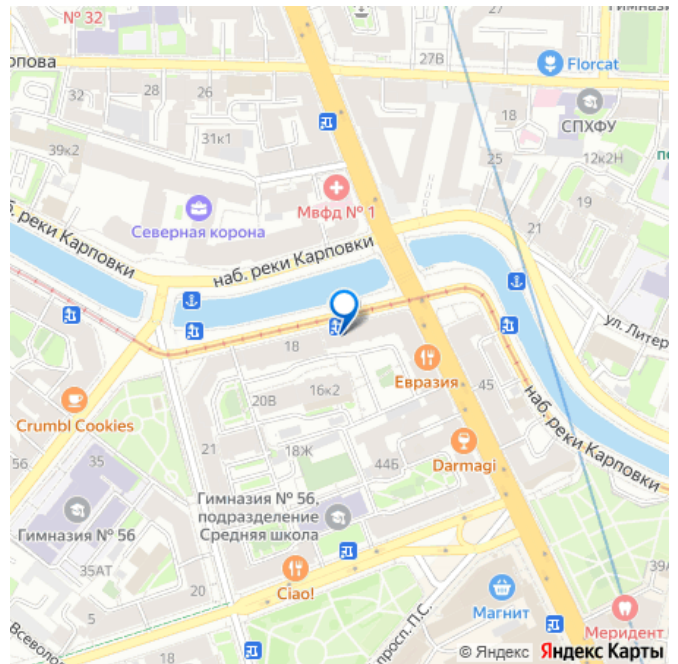 № 32
Гимназия
27В
опова
Florcat
28
26
32
18
СПХФУ
31к1
39к2
25
12к2Н
Мвфд № 1
19
Северная корона
21
наб. реки Карповки
наб. реки Карповки
ул. Литер
18
Евразия
16к2
45
20В
наб. реки Карповки
Crumbl Cookies
21
Darmagi
56
35
18Ж
44Б
Гимназия № 56,
подразделение
Средняя школа
Гимназия № 56
35АТ
Ciao!
39А
20
5
Магнит
Меридент
Всеволо
просп. П.С.
© Яндекс Яндекс Карты